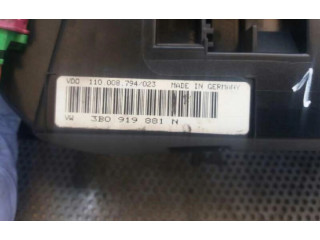 VDO 110.008.794/023 MADE IN GERMANY
VW 3B0 919 881 N
1